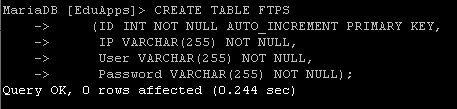 MariaDB [EduApps]> CREATE TABLE FTPS
    -> (ID INT NOT NULL AUTO_INCREMENT PRIMARY KEY,
    -> IP VARCHAR(255) NOT NULL,
    -> User VARCHAR(255) NOT NULL,
    -> Password VARCHAR(255) NOT NULL);
Query OK, 0 rows affected (0.244 sec)